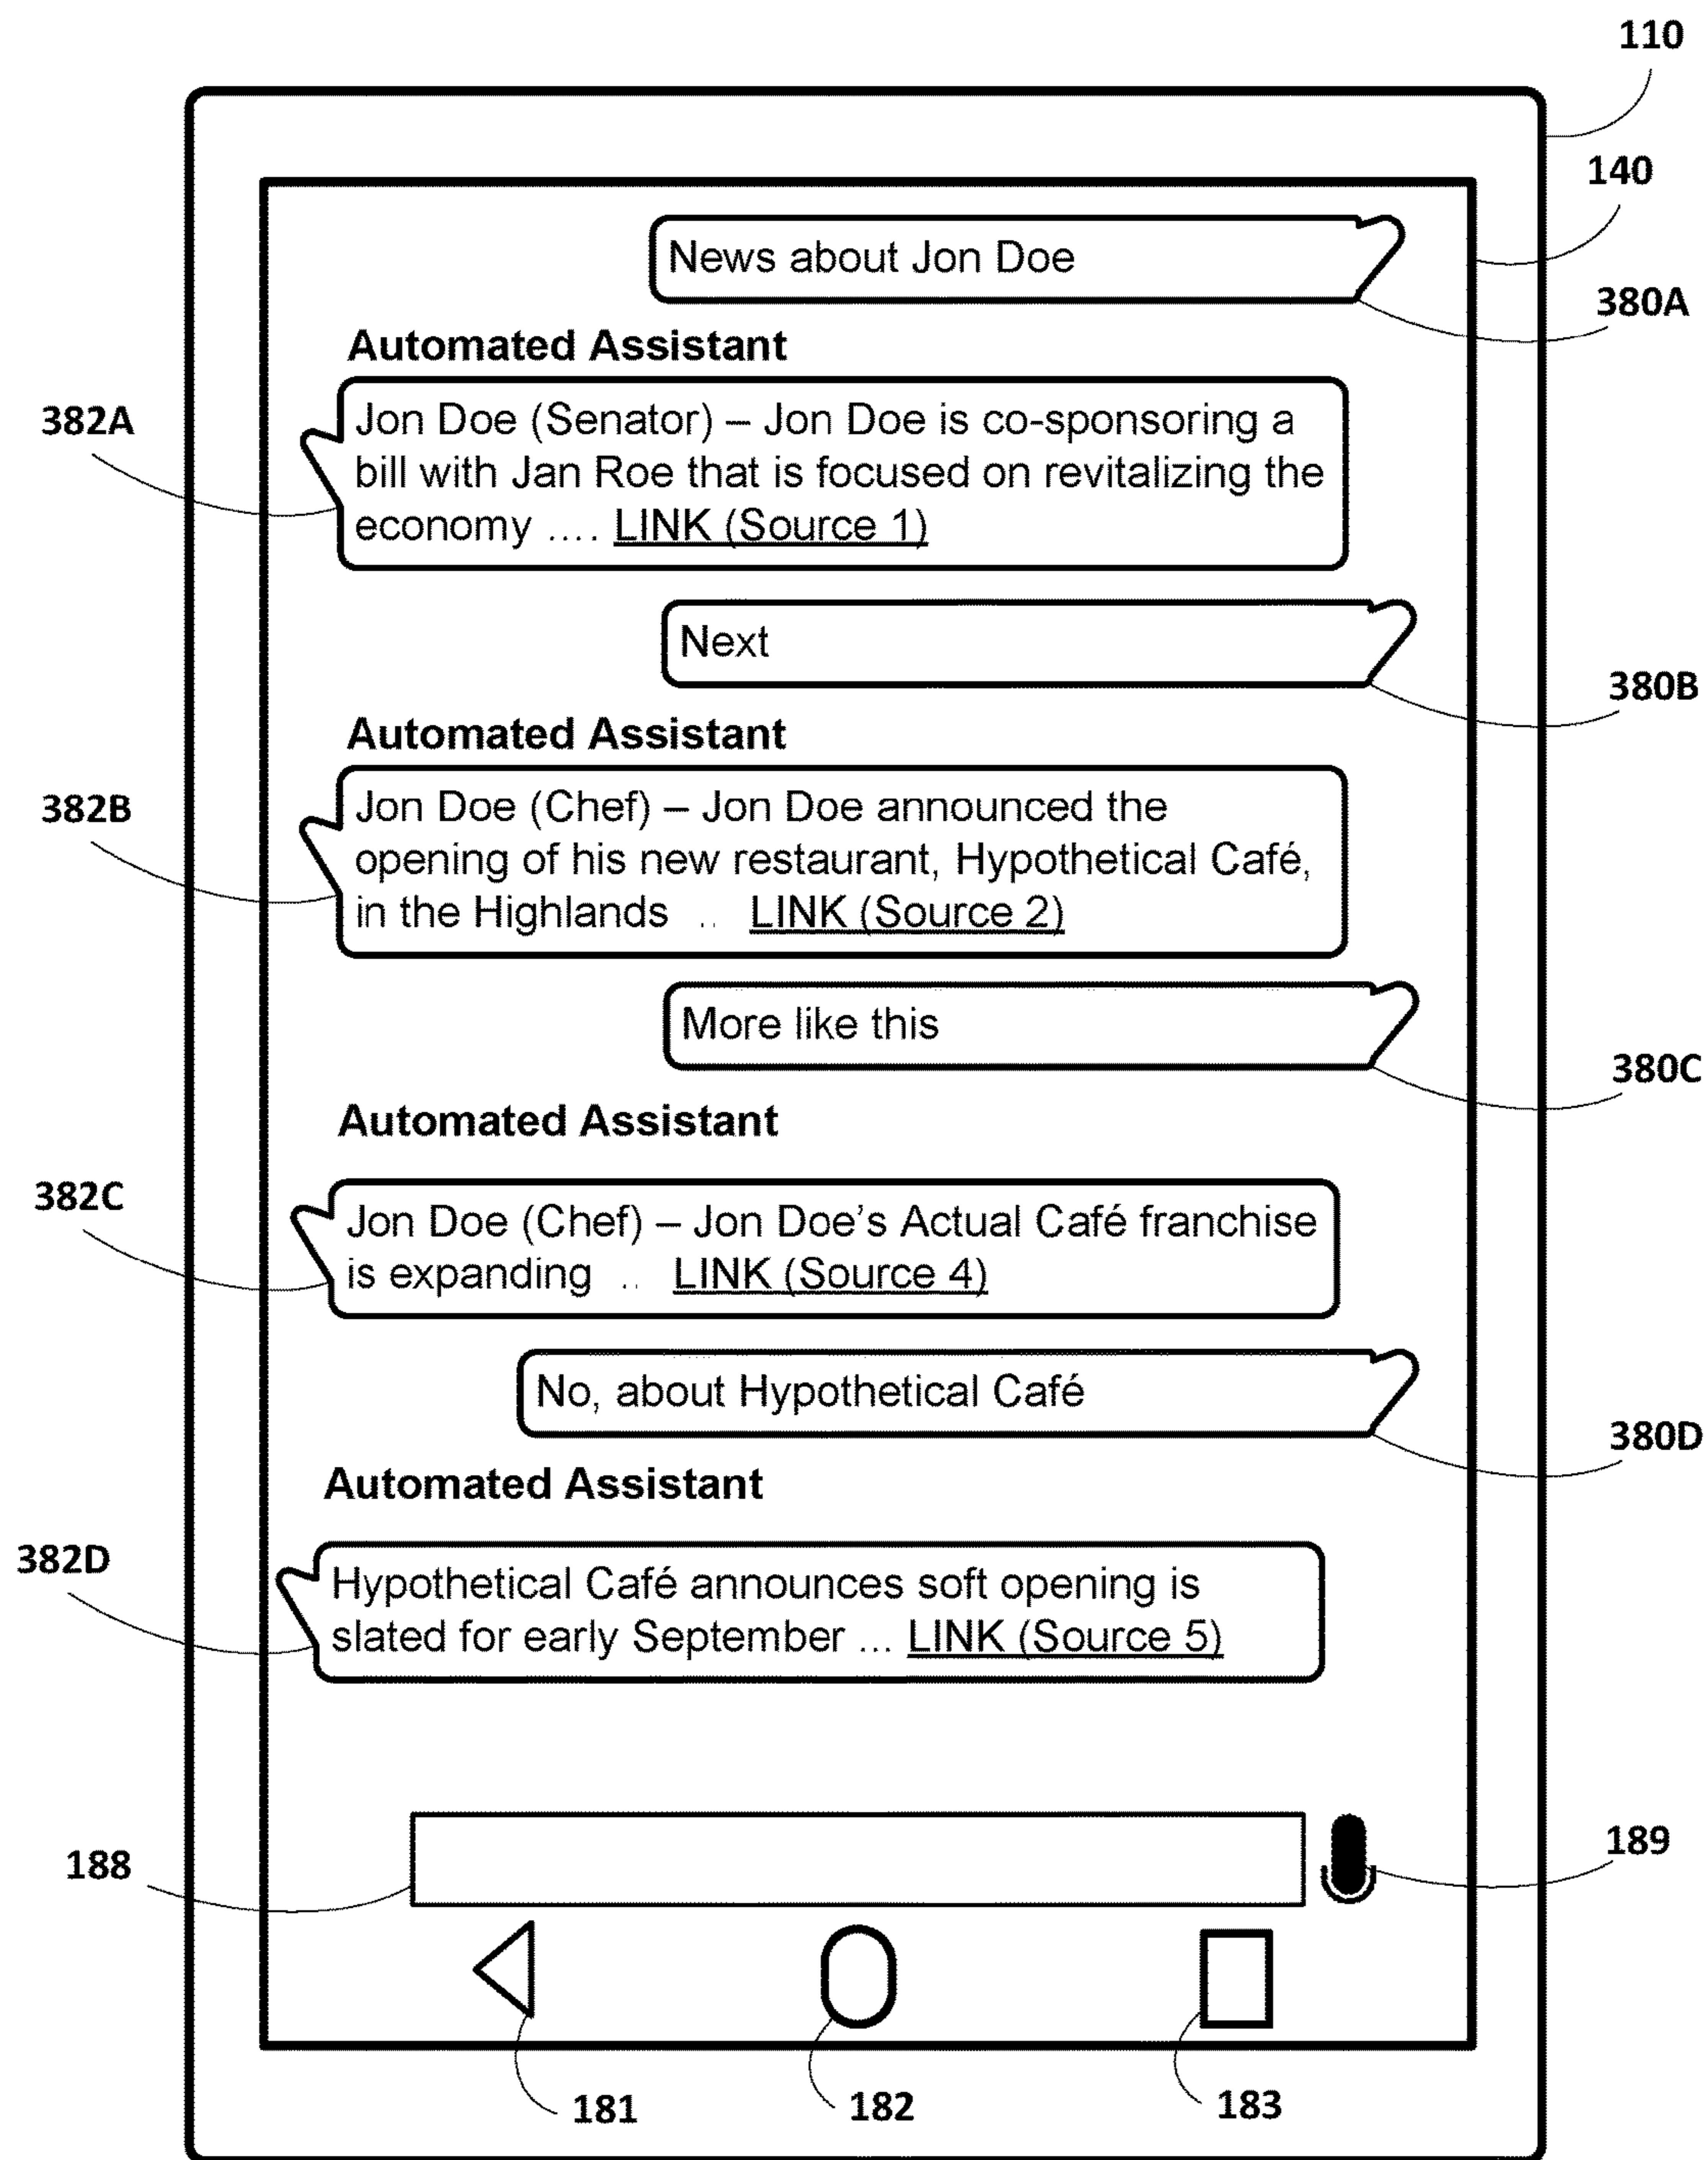 110
140
News about Jon Doe
380A
Automated Assistant
382A
Jon Doe (Senator) – Jon Doe is co-sponsoring a
bill with Jan Roe that is focused on revitalizing the
economy .... LINK (Source 1)
Next
380B
Automated Assistant
382B
Jon Doe (Chef) – Jon Doe announced the
opening of his new restaurant, Hypothetical Café,
in the Highlands .. LINK (Source 2)
More like this
380C
Automated Assistant
382C
Jon Doe (Chef) – Jon Doe’s Actual Café franchise
is expanding .. LINK (Source 4)
No, about Hypothetical Café
380D
Automated Assistant
382D
Hypothetical Café announces soft opening is
slated for early September ... LINK (Source 5)
188
189
181
182
183